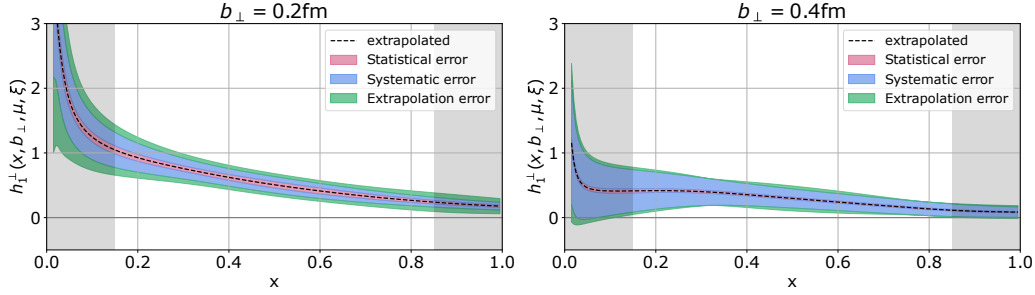 b⊥ = 0.2fm
h₁⊥(x, b⊥, μ, ξ)
3
2
1
0
0.0 0.2 0.4 0.6 0.8 1.0
x
extrapolated
Statistical error
Systematic error
Extrapolation error
b⊥ = 0.4fm
h₁⊥(x, b⊥, μ, ξ)
3
2
1
0
0.0 0.2 0.4 0.6 0.8 1.0
x
extrapolated
Statistical error
Systematic error
Extrapolation error